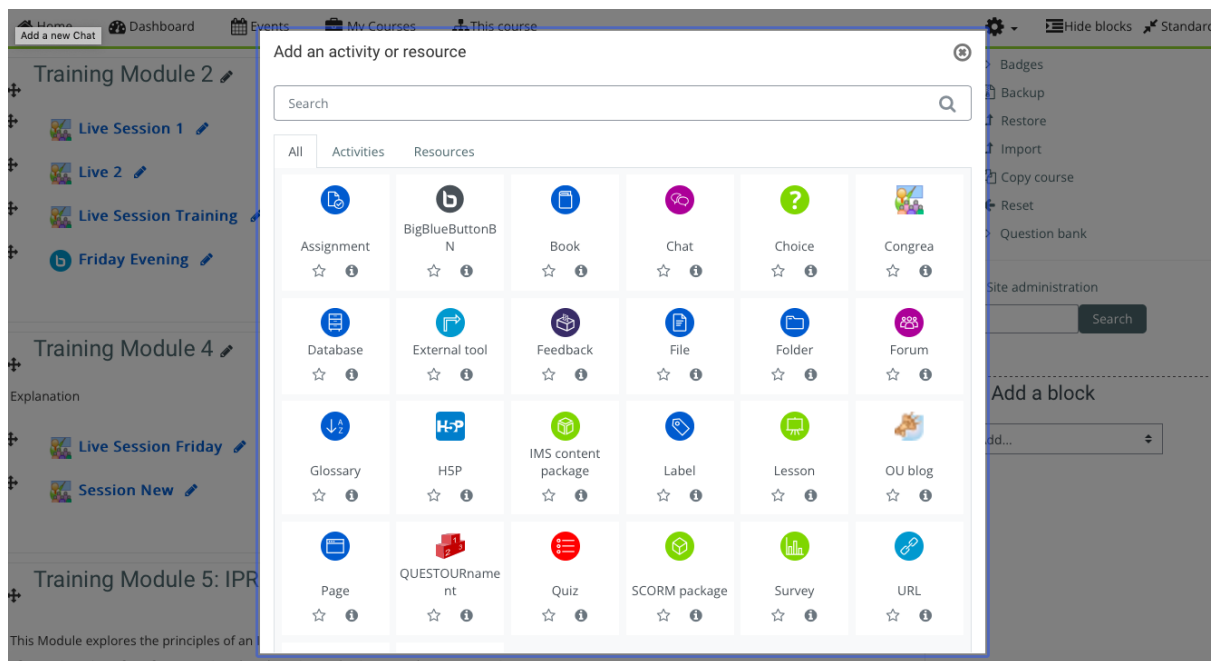 Home
Dashboard
Events
My Courses
This course
Hide blocks
Standard
Add a new Chat
Training Module 2
Live Session 1
Live 2
Live Session Training
Friday Evening
Training Module 4
Explanation
Live Session Friday
Session New
Training Module 5: IPR
This Module explores the principles of an
Add an activity or resource
Search
All
Activities
Resources
Assignment
BigBlueButtonB
N
Book
Chat
Choice
Congrea
Database
External tool
Feedback
File
Folder
Forum
Glossary
H5P
H5P
IMS content
package
Label
Lesson
OU blog
Page
QUESTOURname
nt
Quiz
SCORM package
Survey
URL
Badges
Backup
Restore
Import
Copy course
Reset
Question bank
Site administration
Search
Add a block